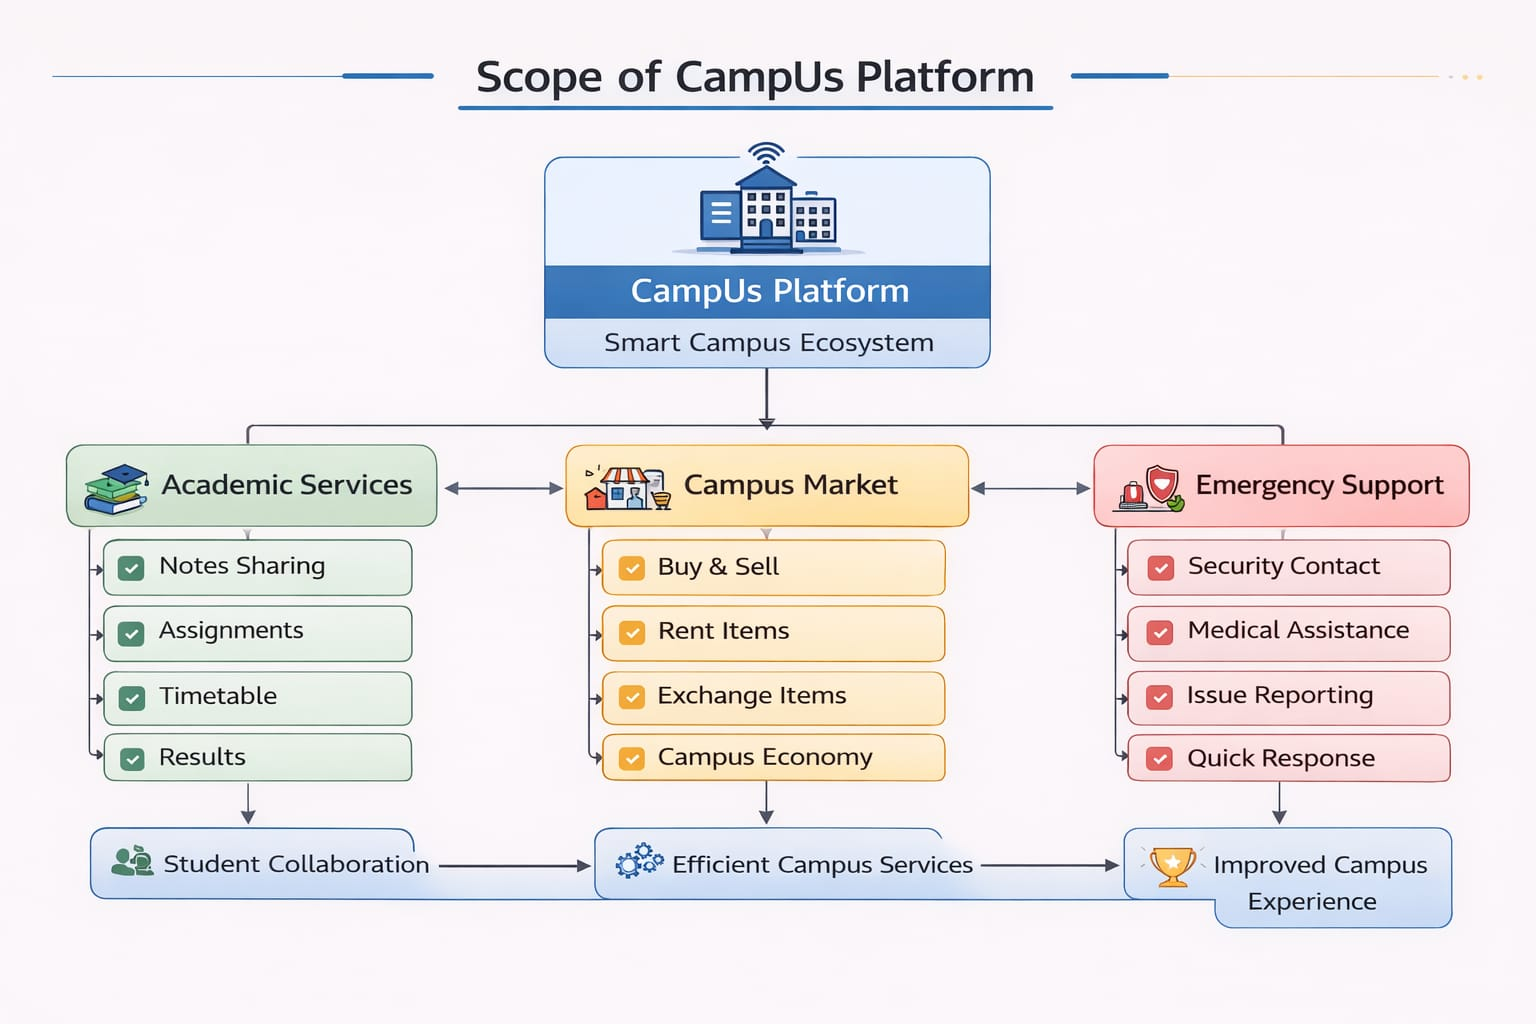 Scope of CampUs Platform
CampUs Platform
Smart Campus Ecosystem
Academic Services
Notes Sharing
Assignments
Timetable
Results
Campus Market
Buy & Sell
Rent Items
Exchange Items
Campus Economy
Emergency Support
Security Contact
Medical Assistance
Issue Reporting
Quick Response
Student Collaboration
Efficient Campus Services
Improved Campus
Experience